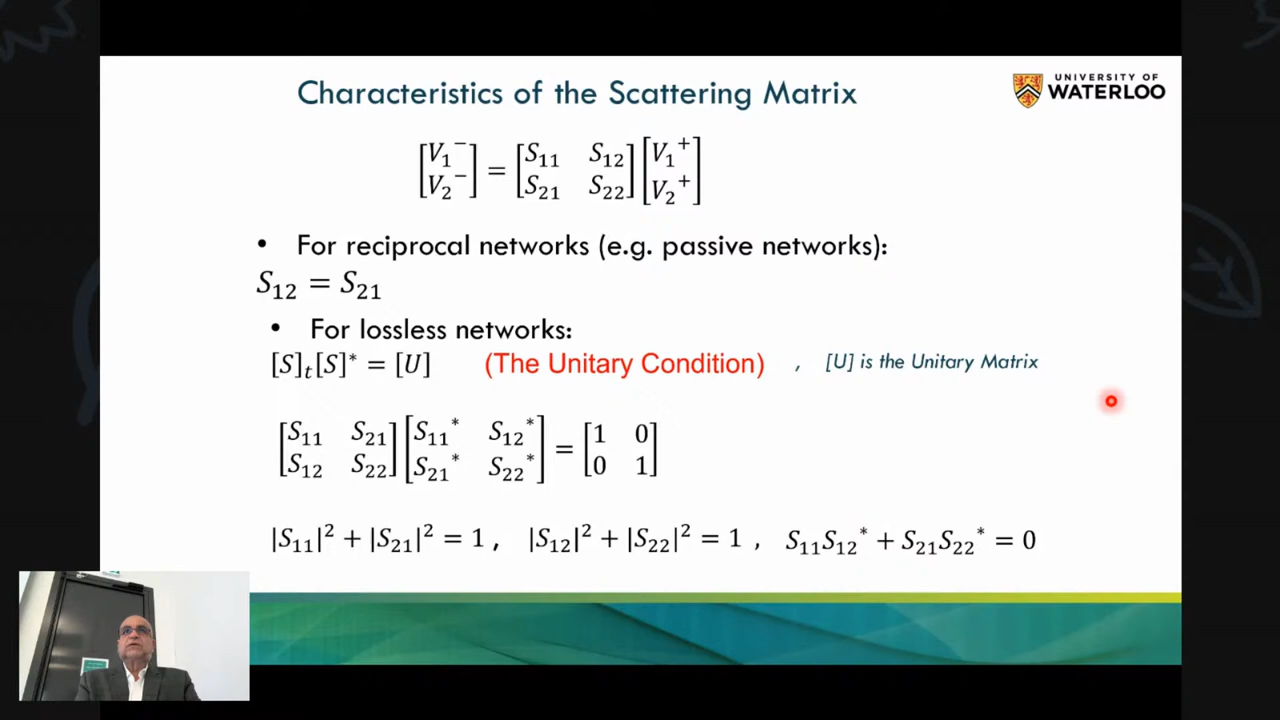 Characteristics of the Scattering Matrix
UNIVERSITY OF
WATERLOO
[V₁⁻ V₂⁻] = [S₁₁ S₁₂ S₂₁ S₂₂] [V₁⁺ V₂⁺]
• For reciprocal networks (e.g. passive networks):
S₁₂ = S₂₁
• For lossless networks:
[S]ₜ[S]* = [U] (The Unitary Condition) , [U] is the Unitary Matrix
[S₁₁ S₂₁ S₁₂ S₂₂] [S₁₁* S₁₂* S₂₁* S₂₂*] = [1 0 0 1]
|S₁₁|² + |S₂₁|² = 1 , |S₁₂|² + |S₂₂|² = 1 , S₁₁S₁₂* + S₂₁S₂₂* = 0